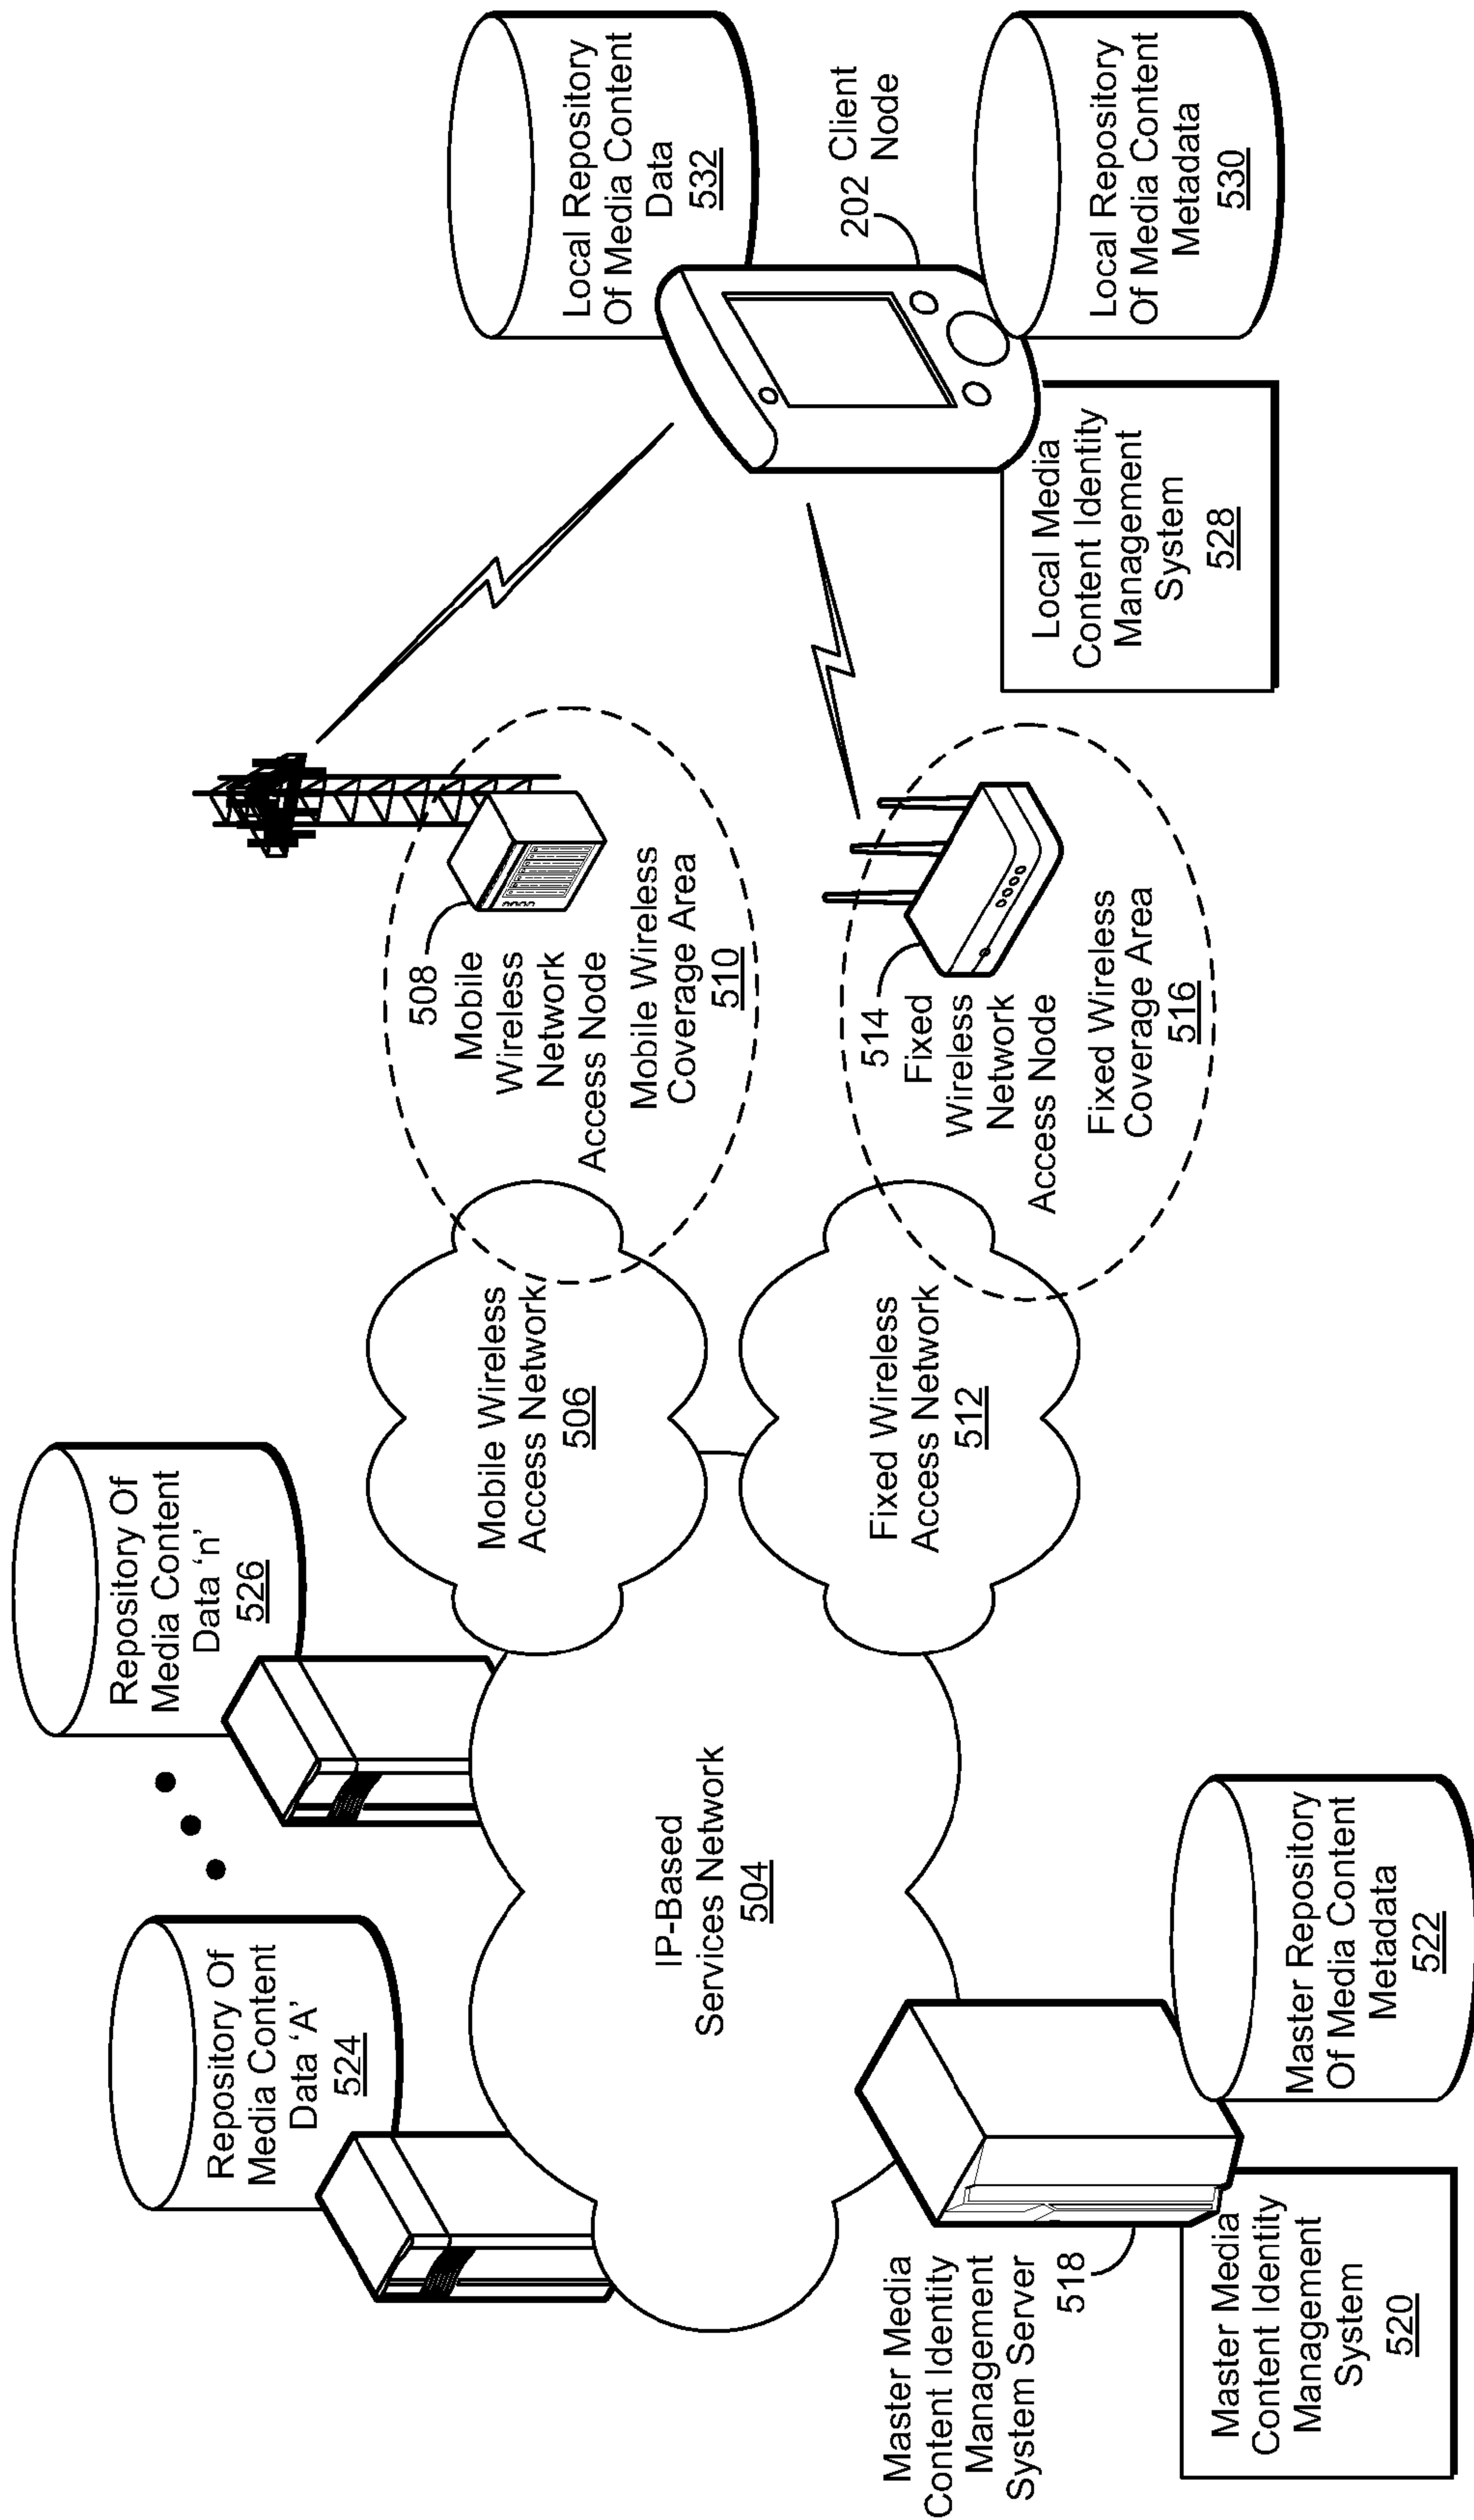 Repository Of
Media Content
Data ‘A’
524
Repository Of
Media Content
Data ‘n’
526
Local Repository
Of Media Content
Data
532
202 Client
Node
Local Repository
Of Media Content
Metadata
530
Local Media
Content Identity
Management
System
528
508
Mobile
Wireless
Network
Access Node
Mobile Wireless
Coverage Area
510
514
Fixed
Wireless
Network
Access Node
Fixed Wireless
Coverage Area
516
Mobile Wireless
Access Network
506
Fixed Wireless
Access Network
512
IP-Based
Services Network
504
Master Media
Content Identity
Management
System Server
518
Master Media
Content Identity
Management
System
520
Master Repository
Of Media Content
Metadata
522